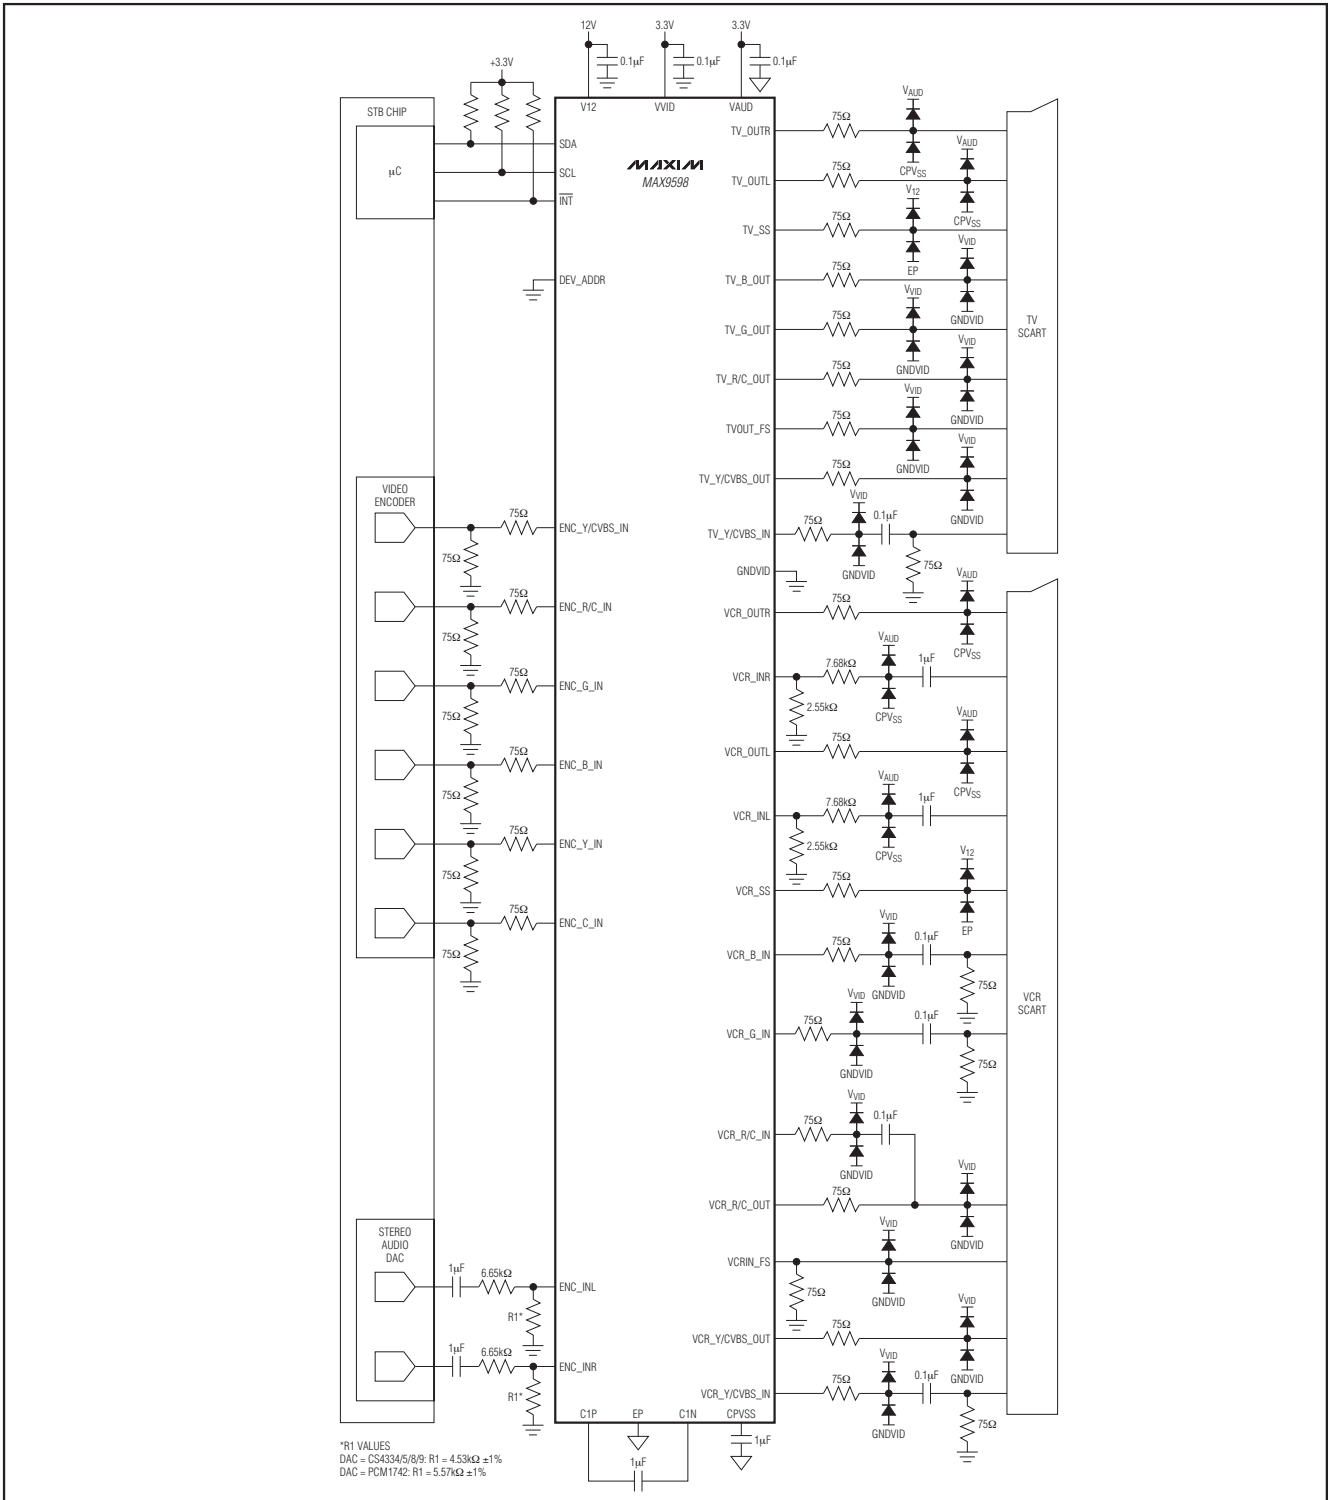 12V
3.3V
3.3V
0.1µF
0.1µF
0.1µF
+3.3V
STB CHIP
µC
V12
VVID
VAUD
SDA
SCL
INT
DEV_ADDR
MAXIM
MAX9598
TV_OUTR
75Ω
VAUD
CPVSS
TV_OUTL
75Ω
VAUD
CPVSS
TV_SS
75Ω
V12
EP
TV_B_OUT
75Ω
VVID
GNDVID
TV_G_OUT
75Ω
VVID
GNDVID
TV_R/C_OUT
75Ω
VVID
GNDVID
TVOUT_FS
75Ω
VVID
GNDVID
TV_Y/CVBS_OUT
75Ω
VVID
GNDVID
TV_Y/CVBS_IN
75Ω
VVID
0.1µF
GNDVID
75Ω
TV
SCART
GNDVID
VIDEO
ENCODER
75Ω
75Ω
ENC_Y/CVBS_IN
75Ω
75Ω
ENC_R/C_IN
75Ω
75Ω
ENC_G_IN
75Ω
75Ω
ENC_B_IN
75Ω
75Ω
ENC_Y_IN
75Ω
75Ω
ENC_C_IN
VCR_OUTR
75Ω
VAUD
CPVSS
VCR_INR
7.68kΩ
VAUD
1µF
2.55kΩ
CPVSS
VCR_OUTL
75Ω
VAUD
CPVSS
VCR_INL
7.68kΩ
VAUD
1µF
2.55kΩ
CPVSS
VCR_SS
75Ω
V12
EP
VCR_B_IN
75Ω
VVID
0.1µF
GNDVID
75Ω
VCR_G_IN
75Ω
VVID
0.1µF
GNDVID
75Ω
VCR
SCART
VCR_R/C_IN
75Ω
VVID
0.1µF
GNDVID
VCR_R/C_OUT
75Ω
VVID
GNDVID
VCRIN_FS
75Ω
VVID
GNDVID
VCR_Y/CVBS_OUT
75Ω
VVID
GNDVID
VCR_Y/CVBS_IN
75Ω
VVID
0.1µF
GNDVID
75Ω
STEREO
AUDIO
DAC
1µF
6.65kΩ
ENC_INL
R1*
1µF
6.65kΩ
ENC_INR
R1*
C1P
EP
C1N
CPVSS
1µF
1µF
*R1 VALUES
DAC = CS4334/5/8/9: R1 = 4.53kΩ ±1%
DAC = PCM1742: R1 = 5.57kΩ ±1%